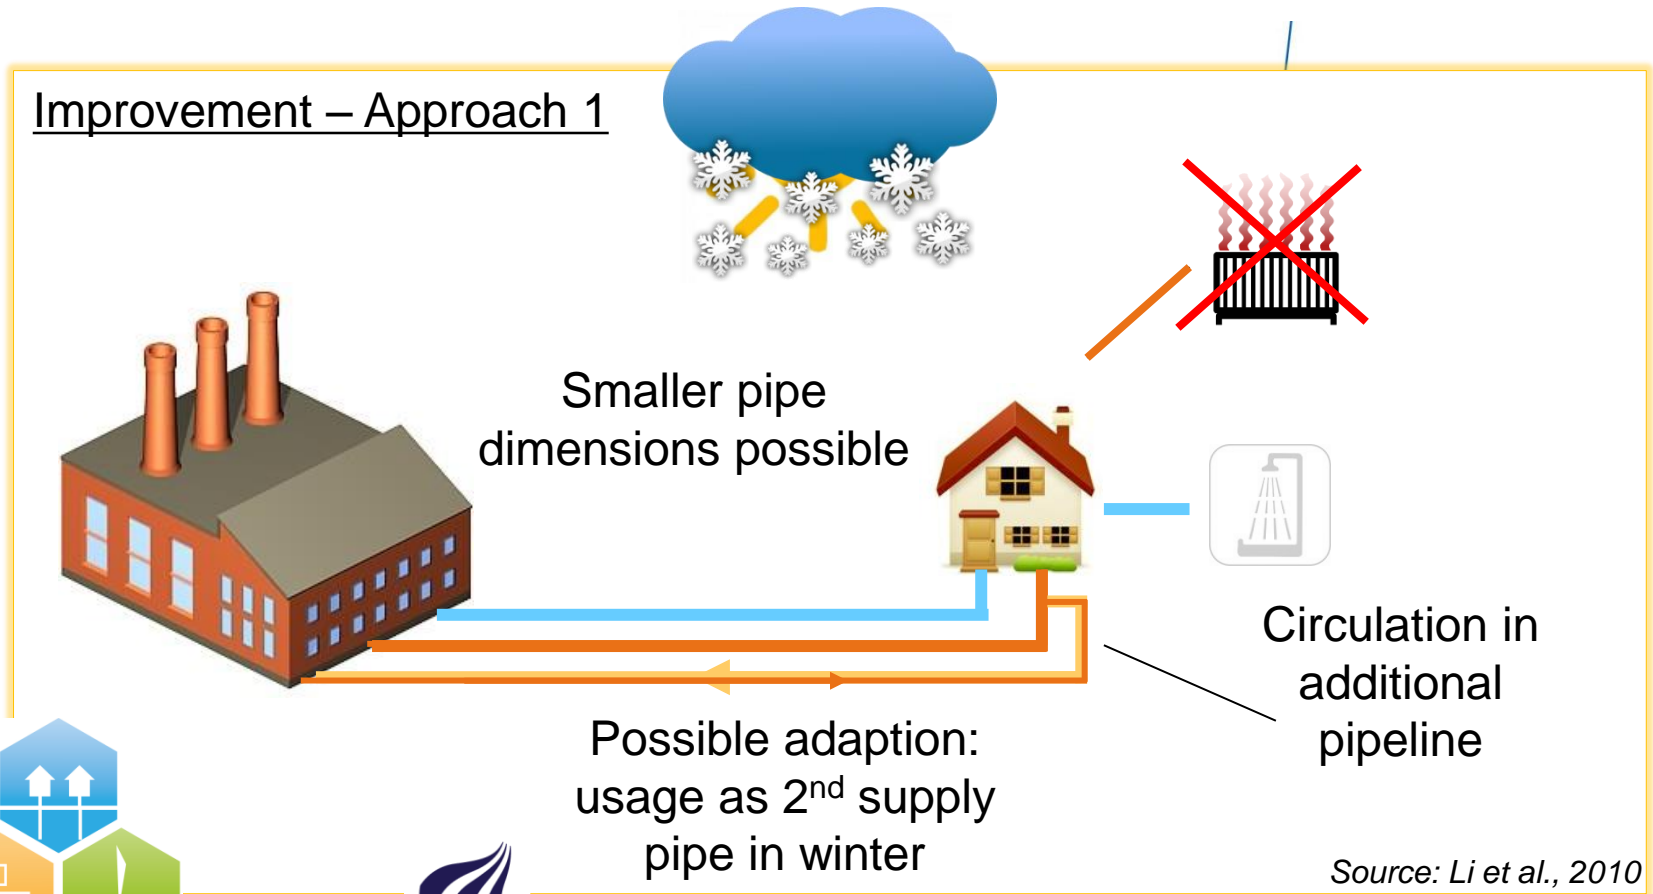 Improvement – Approach 1
Smaller pipe
dimensions possible
Circulation in
additional
pipeline
Possible adaption:
usage as 2nd supply
pipe in winter
Source: Li et al., 2010